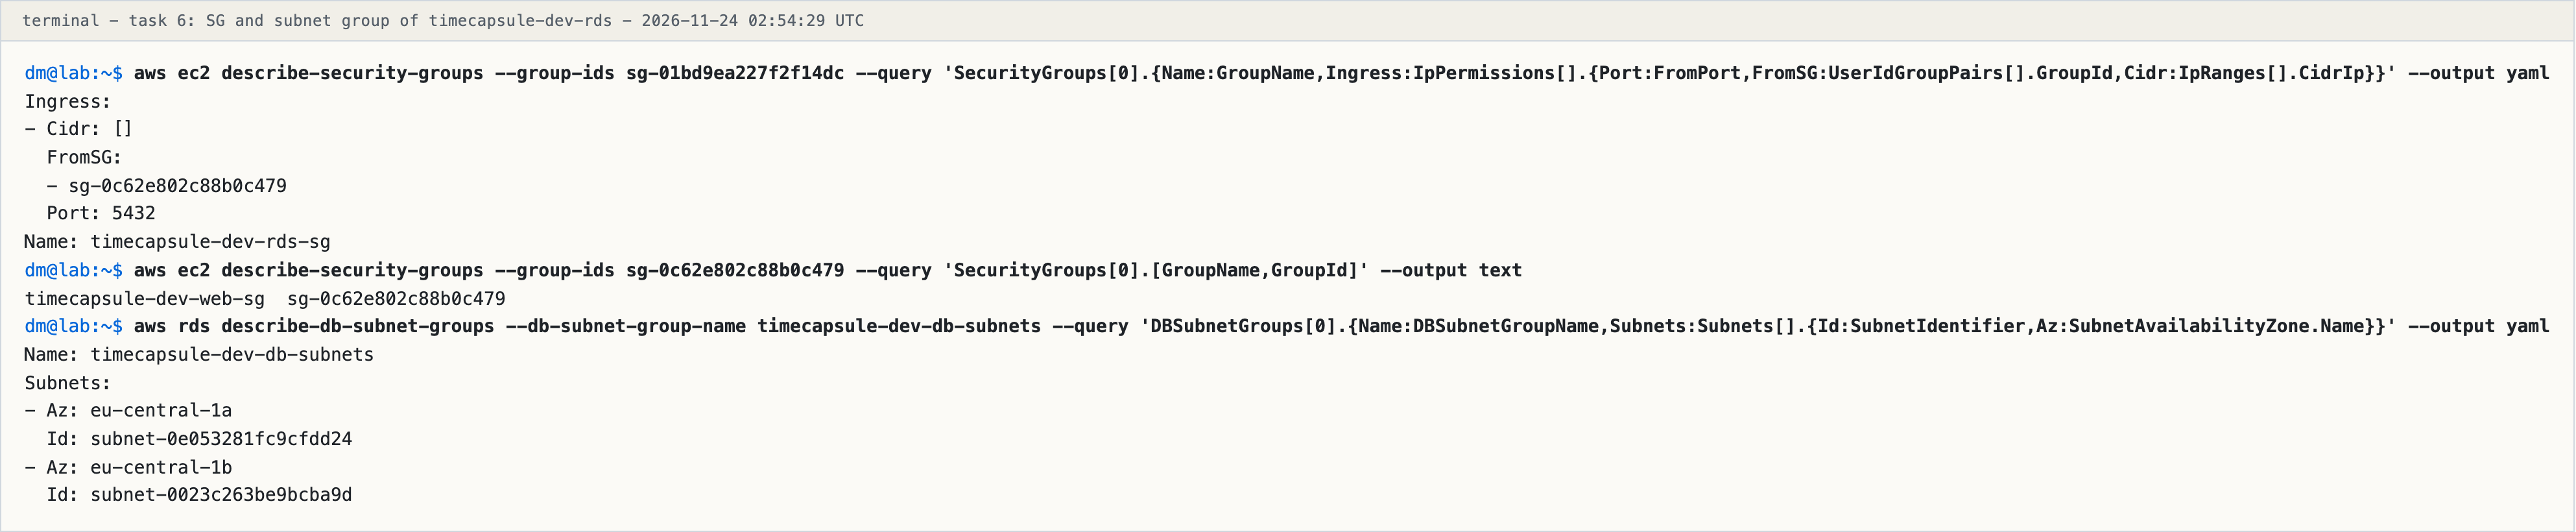 terminal – task 6: SG and subnet group of timecapsule-dev-rds – 2026-11-24 02:54:29 UTC
dm@lab:~$ aws ec2 describe-security-groups --group-ids sg-01bd9ea227f2f14dc --query 'SecurityGroups[0].{Name:GroupName,Ingress:IpPermissions[].{Port:FromPort,FromSG:UserIdGroupPairs[].GroupId,Cidr:IpRanges[].CidrIp}}' --output yaml
Ingress:
- Cidr: []
  FromSG:
  - sg-0c62e802c88b0c479
  Port: 5432
Name: timecapsule-dev-rds-sg
dm@lab:~$ aws ec2 describe-security-groups --group-ids sg-0c62e802c88b0c479 --query 'SecurityGroups[0].[GroupName,GroupId]' --output text
timecapsule-dev-web-sg  sg-0c62e802c88b0c479
dm@lab:~$ aws rds describe-db-subnet-groups --db-subnet-group-name timecapsule-dev-db-subnets --query 'DBSubnetGroups[0].{Name:DBSubnetGroupName,Subnets:Subnets[].{Id:SubnetIdentifier,Az:SubnetAvailabilityZone.Name}}' --output yaml
Name: timecapsule-dev-db-subnets
Subnets:
- Az: eu-central-1a
  Id: subnet-0e053281fc9cfdd24
- Az: eu-central-1b
  Id: subnet-0023c263be9bcba9d